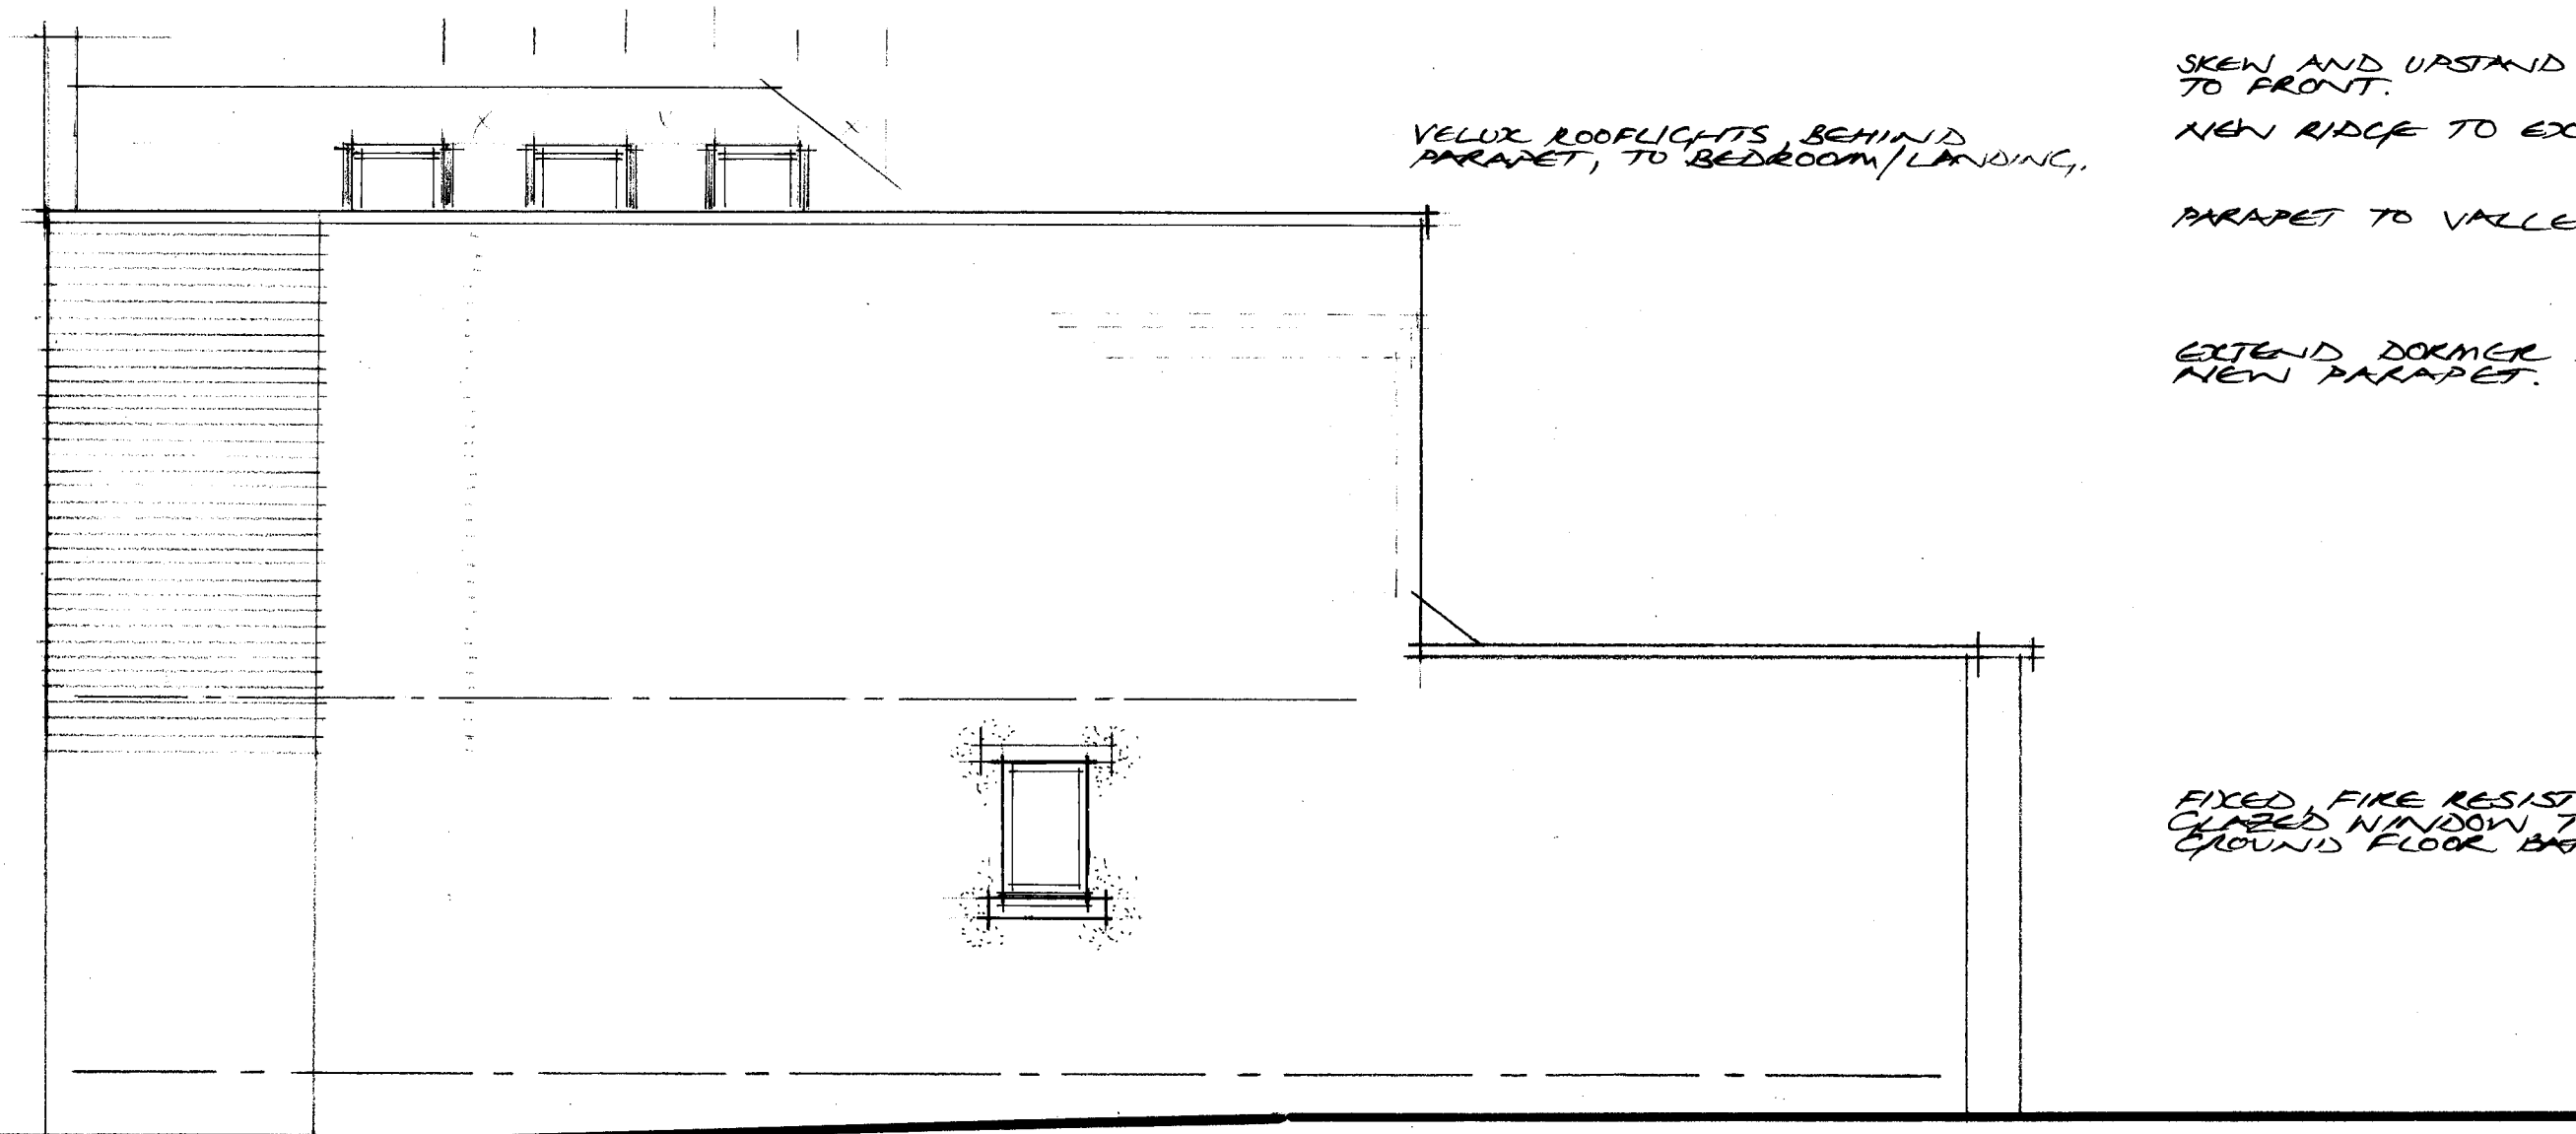 VELUX ROOFLIGHTS, BEHIND
PARAPET, TO BEDROOM/LANDING.
SKEW AND UPSTAND
TO FRONT.
NEW RIDGE TO
PARAPET TO
EXTEND DORMER
NEW PARAPET.
FIXED, FIRE
GLAZED WINDOW
GROUND FLOOR